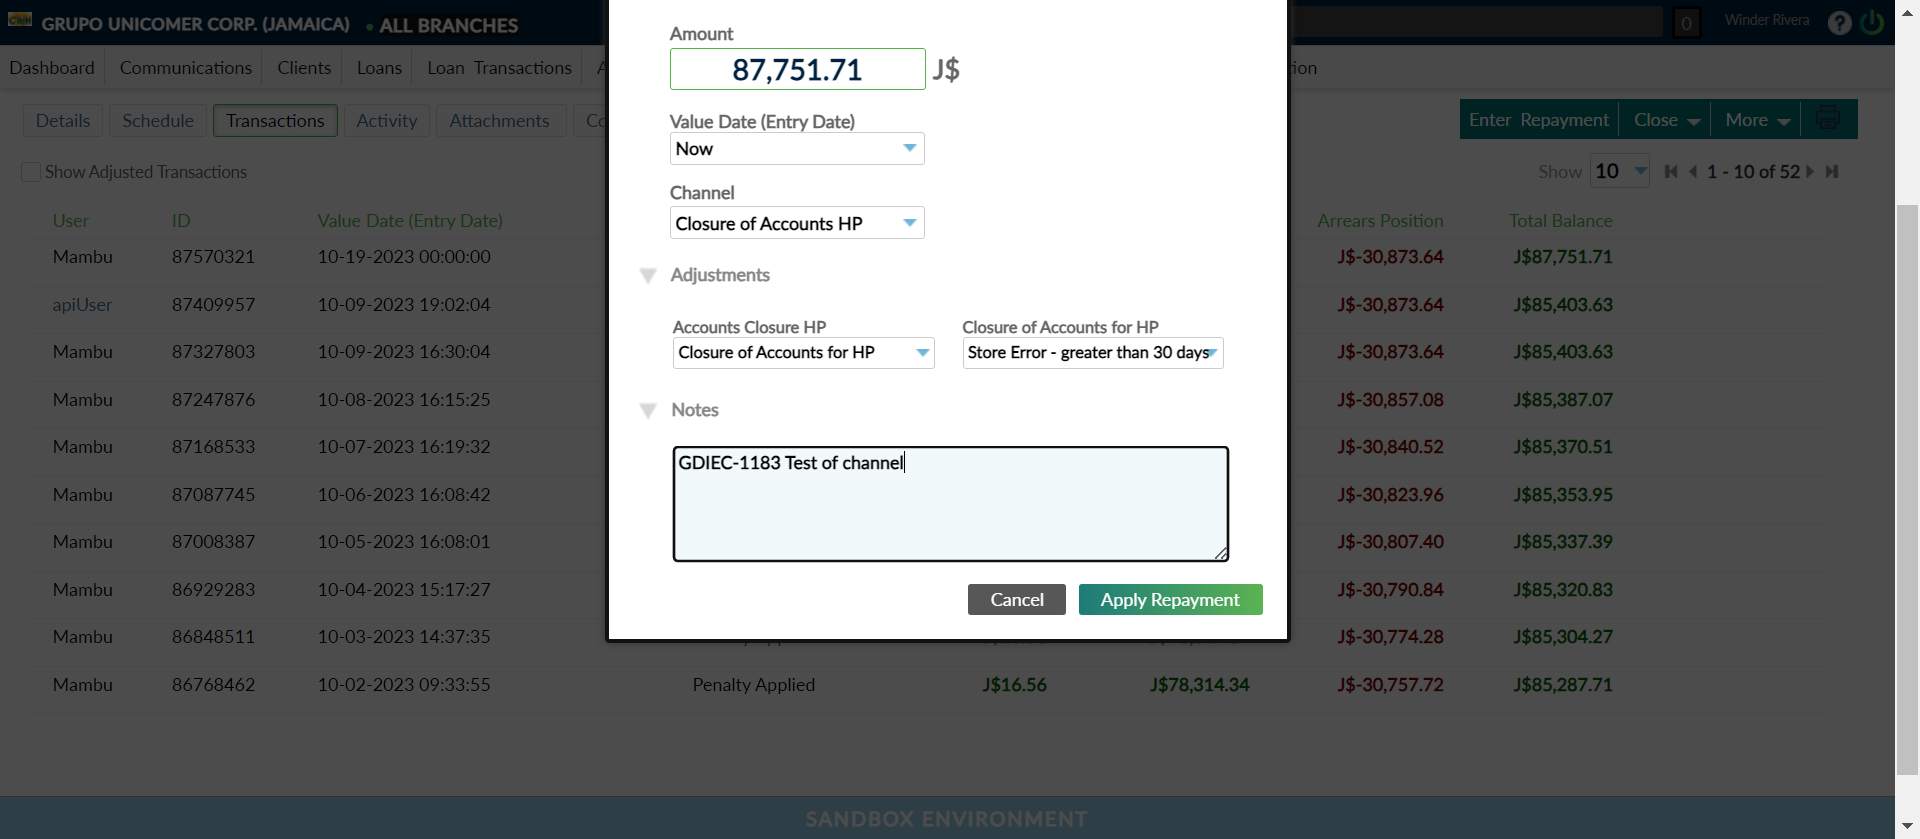 GRUPO UNICOMER CORP. (JAMAICA) • ALL BRANCHES
0 Winder Rivera ?
Dashboard Communications Clients Loans Loan Transactions
Details Schedule Transactions Activity Attachments
Enter Repayment Close More
Show Adjusted Transactions
Show 10 1 - 10 of 52
Amount
87,751.71 J$
Value Date (Entry Date)
Now
Channel
Closure of Accounts HP
Adjustments
Accounts Closure HP Closure of Accounts for HP
Closure of Accounts for HP Store Error - greater than 30 days
Notes
GDIEC-1183 Test of channel
Cancel Apply Repayment
User ID Value Date (Entry Date) Arrears Position Total Balance
Mambu 87570321 10-19-2023 00:00:00 J$-30,873.64 J$87,751.71
apiUser 87409957 10-09-2023 19:02:04 J$-30,873.64 J$85,403.63
Mambu 87327803 10-09-2023 16:30:04 J$-30,873.64 J$85,403.63
Mambu 87247876 10-08-2023 16:15:25 J$-30,857.08 J$85,387.07
Mambu 87168533 10-07-2023 16:19:32 J$-30,840.52 J$85,370.51
Mambu 87087745 10-06-2023 16:08:42 J$-30,823.96 J$85,353.95
Mambu 87008387 10-05-2023 16:08:01 J$-30,807.40 J$85,337.39
Mambu 86929283 10-04-2023 15:17:27 J$-30,790.84 J$85,320.83
Mambu 86848511 10-03-2023 14:37:35 J$-30,774.28 J$85,304.27
Mambu 86768462 10-02-2023 09:33:55 Penalty Applied J$16.56 J$78,314.34 J$-30,757.72 J$85,287.71
SANDBOX ENVIRONMENT